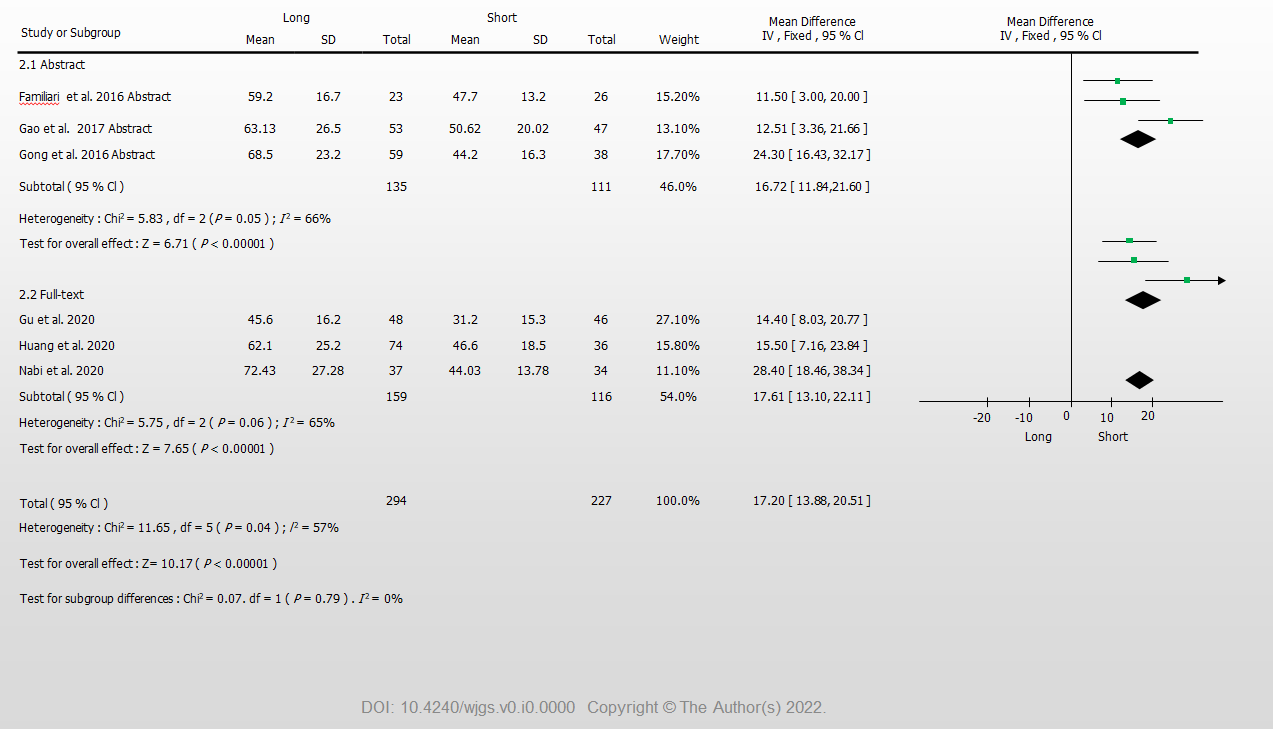 Long Short Mean Difference Mean Difference
Study or Subgroup Mean SD Total Mean SD Total Weight IV , Fixed , 95 % Cl IV , Fixed , 95 % Cl
2.1 Abstract
Familiari et al. 2016 Abstract 59.2 16.7 23 47.7 13.2 26 15.20% 11.50 [ 3.00, 20.00 ]
Gao et al. 2017 Abstract 63.13 26.5 53 50.62 20.02 47 13.10% 12.51 [ 3.36, 21.66 ]
Gong et al. 2016 Abstract 68.5 23.2 59 44.2 16.3 38 17.70% 24.30 [ 16.43, 32.17 ]
Subtotal ( 95 % Cl ) 135 111 46.0% 16.72 [ 11.84,21.60 ]
Heterogeneity : Chi² = 5.83 , df = 2 ( P = 0.05 ) ; I² = 66%
Test for overall effect : Z = 6.71 ( P < 0.00001 )
2.2 Full-text
Gu et al. 2020 45.6 16.2 48 31.2 15.3 46 27.10% 14.40 [ 8.03, 20.77 ]
Huang et al. 2020 62.1 25.2 74 46.6 18.5 36 15.80% 15.50 [ 7.16, 23.84 ]
Nabi et al. 2020 72.43 27.28 37 44.03 13.78 34 11.10% 28.40 [ 18.46, 38.34 ]
Subtotal ( 95 % Cl ) 159 116 54.0% 17.61 [ 13.10, 22.11 ]
-20 -10 0 10 20
Heterogeneity : Chi² = 5.75 , df = 2 ( P = 0.06 ) ; I² = 65%
Long Short
Test for overall effect : Z = 7.65 ( P < 0.00001 )
Total ( 95 % Cl ) 294 227 100.0% 17.20 [ 13.88, 20.51 ]
Heterogeneity : Chi² = 11.65 , df = 5 ( P = 0.04 ) ; I² = 57%
Test for overall effect : Z= 10.17 ( P < 0.00001 )
Test for subgroup differences : Chi² = 0.07. df = 1 ( P = 0.79 ) . I² = 0%
DOI: 10.4240/wjgs.v0.i0.0000 Copyright © The Author(s) 2022.